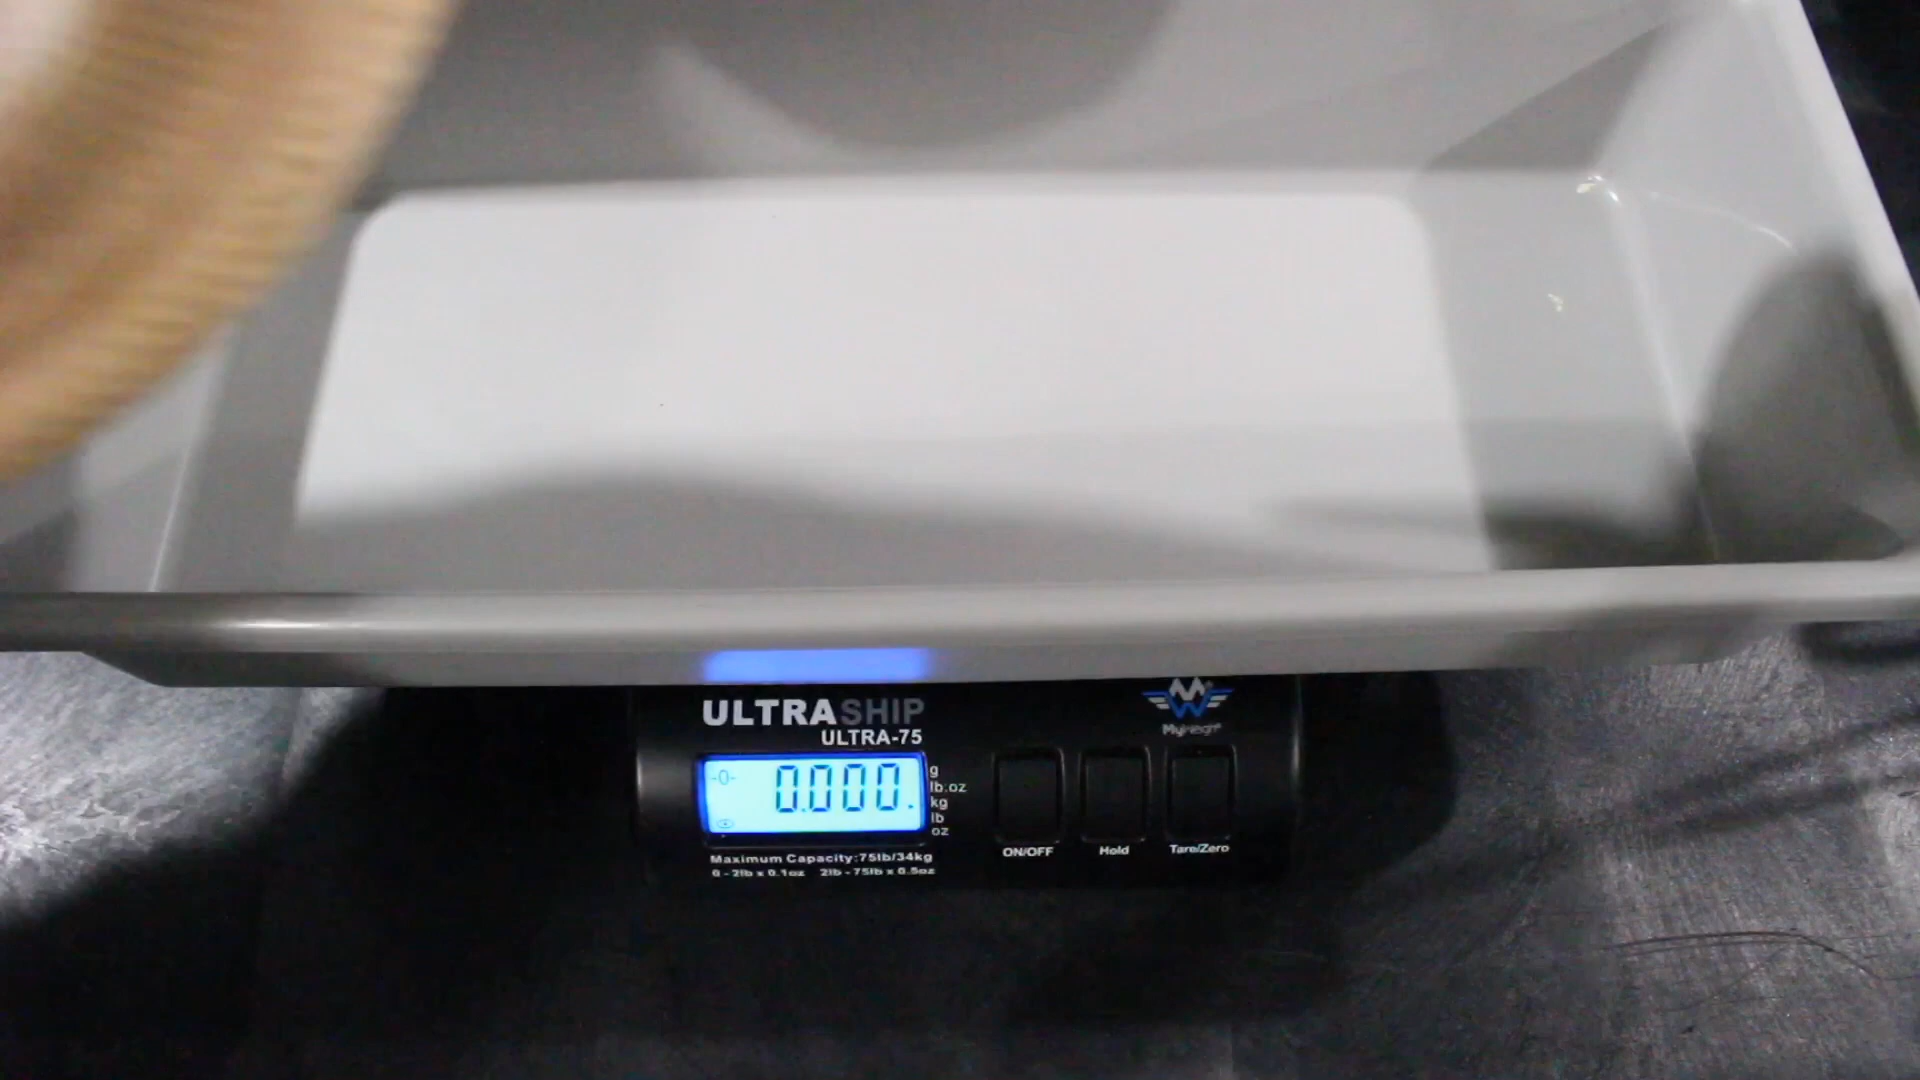 ULTRASHIP
ULTRA-75
-0- 0.000.
g
lb.oz
kg
lb
oz
MyWeigh
ON/OFF Hold Tare/Zero
Maximum Capacity:75lb/34kg
0 - 2lb x 0.1oz 2lb - 75lb x 0.5oz